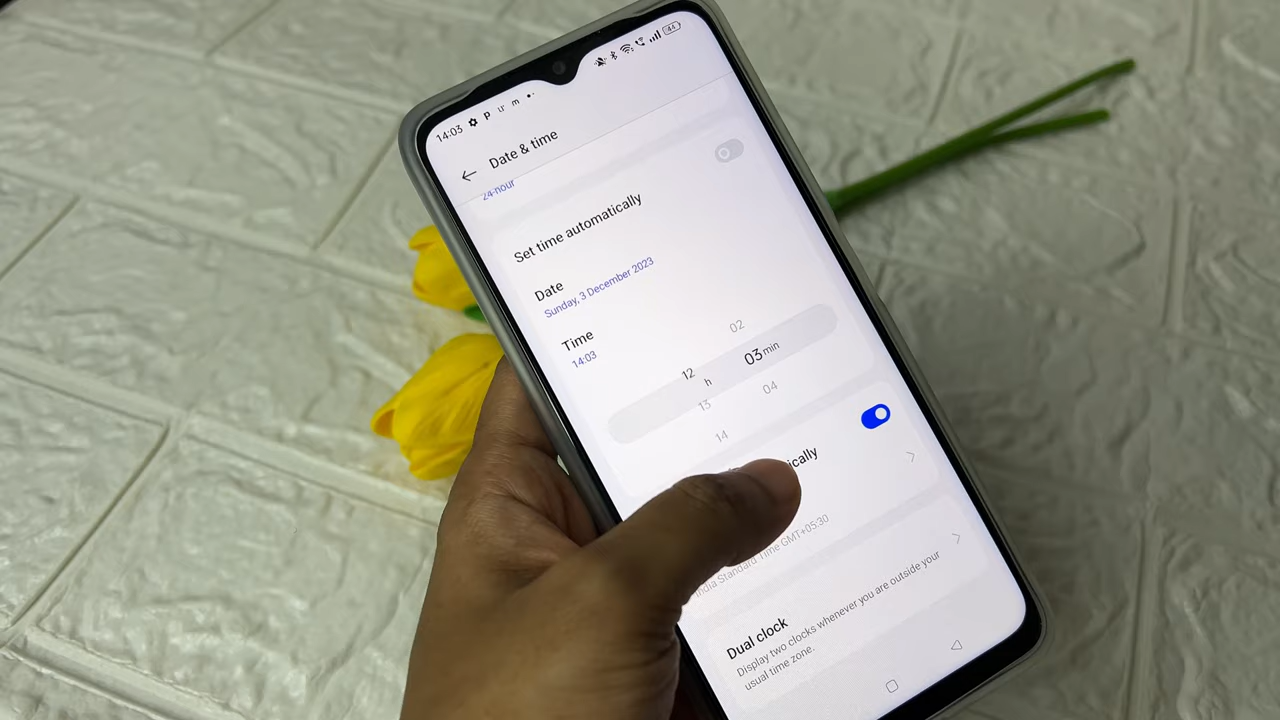 14:03 P
44
Date & time
24-hour
Set time automatically
Date
Sunday, 3 December 2023
Time
14:03
02
12 h 03 min
13 04
14
ically
India Standard Time GMT+05:30
Dual clock
Display two clocks whenever you are outside your
usual time zone.